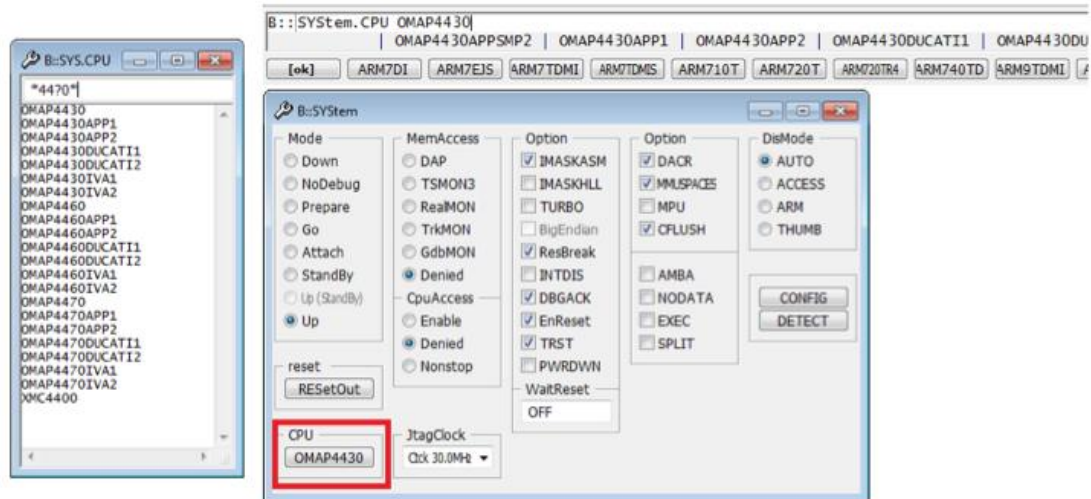 B::SYStem.CPU OMAP4430
OMAP4430APPSMP2 | OMAP4430APP1 | OMAP4430APP2 | OMAP4430DUCATI1 | OMAP4430DU
[ok] ARM7DI ARM7EJS ARM7TDMI ARM7TDMIS ARM710T ARM720T ARM720TR4 ARM740TD ARM9TDMI
B::SYS.CPU
*44?0*
OMAP4430
OMAP4430APP1
OMAP4430APP2
OMAP4430DUCATI1
OMAP4430DUCATI2
OMAP4430IVA1
OMAP4430IVA2
OMAP4460
OMAP4460APP1
OMAP4460APP2
OMAP4460DUCATI1
OMAP4460DUCATI2
OMAP4460IVA1
OMAP4460IVA2
OMAP4470
OMAP4470APP1
OMAP4470APP2
OMAP4470DUCATI1
OMAP4470DUCATI2
OMAP4470IVA1
OMAP4470IVA2
XMC4400
B::SYStem
Mode
Down
NoDebug
Prepare
Go
Attach
StandBy
Up (StandBy)
Up
reset
RESetOut
CPU
OMAP4430
MemAccess
DAP
TSMON3
RealMON
TrkMON
GdbMON
Denied
CpuAccess
Enable
Denied
Nonstop
JtagClock
Ctck 30.0MHz
Option
IMASKASM
IMASKHLL
TURBO
BigEndian
ResBreak
INTDIS
DBGACK
EnReset
TRST
PWRDWN
WaitReset
OFF
Option
DACR
MMUSPACES
MPU
CFLUSH
AMBA
NODATA
EXEC
SPLIT
DisMode
AUTO
ACCESS
ARM
THUMB
CONFIG
DETECT